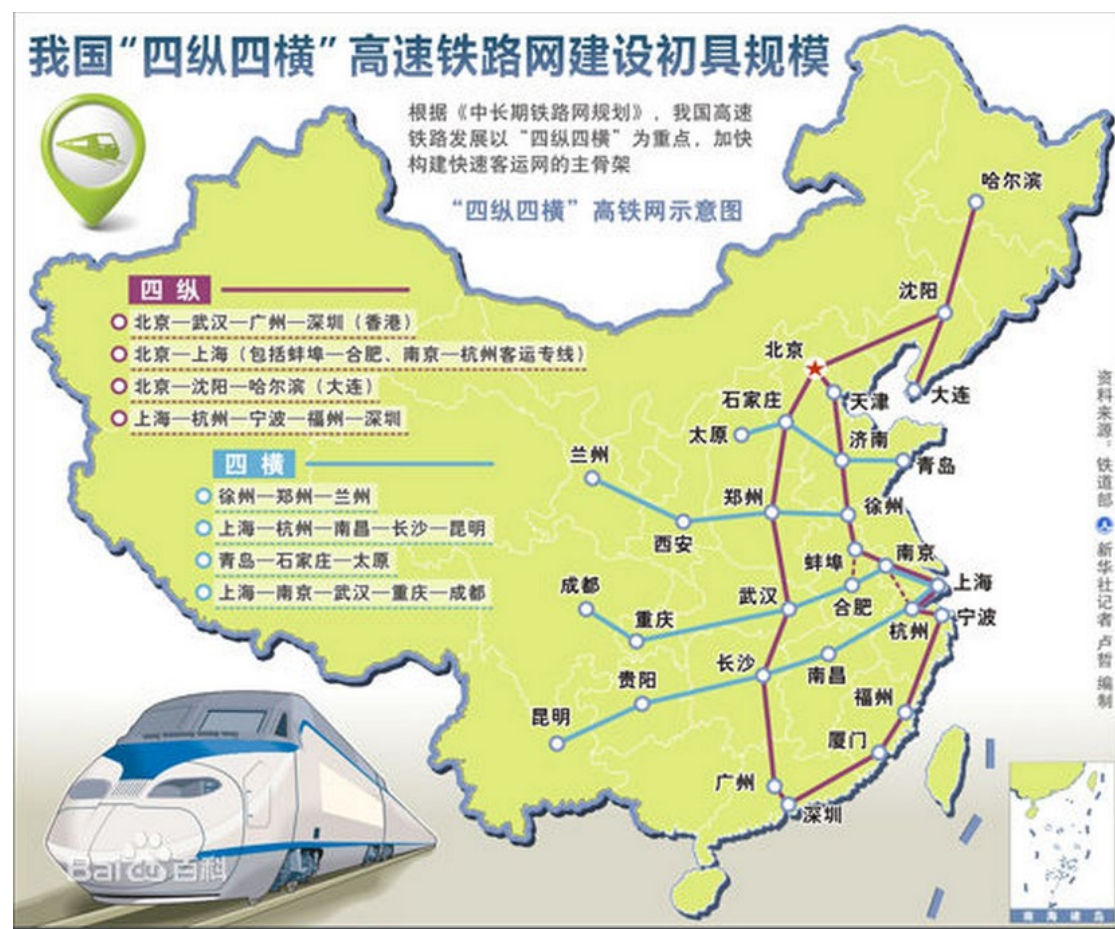 我国“四纵四横”高速铁路网建设初具规模
根据《中长期铁路网规划》，我国高速
铁路发展以“四纵四横”为重点，加快
构建快速客运网的主骨架
“四纵四横”高铁网示意图
四 纵
北京—武汉—广州—深圳（香港）
北京—上海（包括蚌埠—合肥、南京—杭州客运专线）
北京—沈阳—哈尔滨（大连）
上海—杭州—宁波—福州—深圳
四 横
徐州—郑州—兰州
上海—杭州—南昌—长沙—昆明
青岛—石家庄—太原
上海—南京—武汉—重庆—成都
哈尔滨
沈阳
北京
大连
天津
石家庄
太原
济南
青岛
兰州
郑州
徐州
西安
蚌埠
南京
成都
合肥
上海
武汉
重庆
杭州
宁波
长沙
南昌
贵阳
福州
昆明
厦门
广州
深圳
资料来源：铁道部
新华社记者 卢哲 编制
南海诸岛
Baidu百科